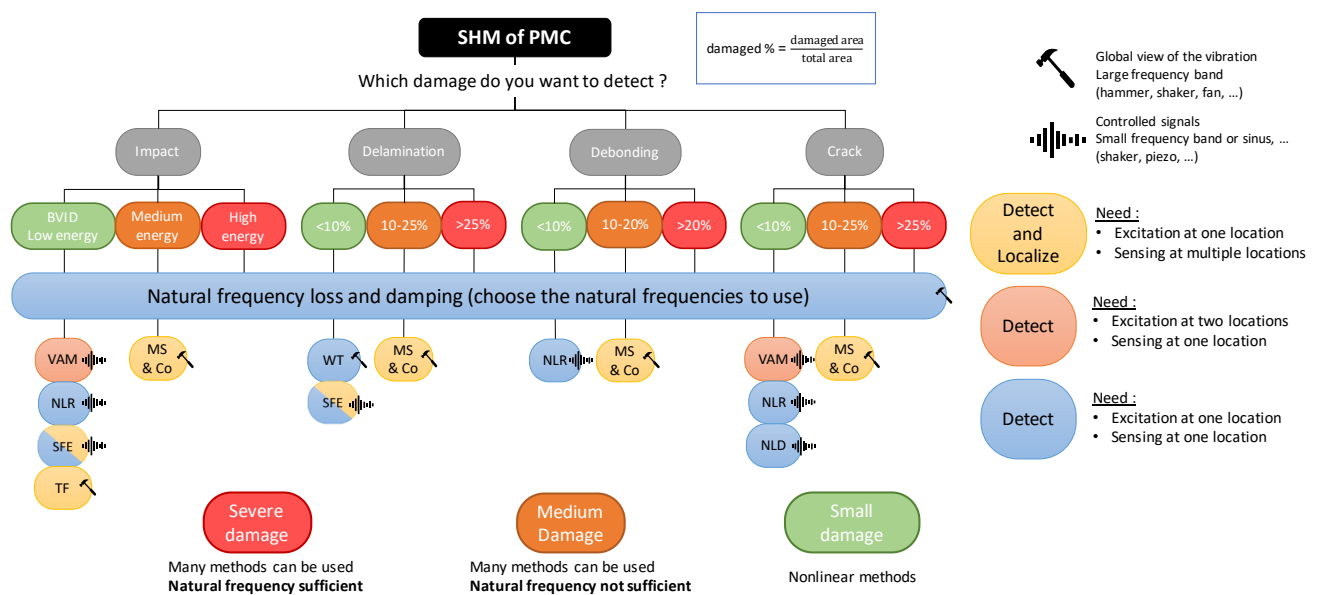 SHM of PMC
damaged % = damaged area
total area
Which damage do you want to detect ?
Global view of the vibration
Large frequency band
(hammer, shaker, fan, …)
Controlled signals
Small frequency band or sinus, …
(shaker, piezo, …)
Impact
Delamination
Debonding
Crack
BVID
Low energy
Medium
energy
High
energy
<10%
10-25%
>25%
<10%
10-20%
>20%
<10%
10-25%
>25%
Natural frequency loss and damping (choose the natural frequencies to use)
VAM
NLR
SFE
TF
MS
& Co
WT
SFE
MS
& Co
NLR
MS
& Co
VAM
NLR
NLD
MS
& Co
Detect
and
Localize
Need :
• Excitation at one location
• Sensing at multiple locations
Detect
Need :
• Excitation at two locations
• Sensing at one location
Detect
Need :
• Excitation at one location
• Sensing at one location
Severe
damage
Many methods can be used
Natural frequency sufficient
Medium
Damage
Many methods can be used
Natural frequency not sufficient
Small
damage
Nonlinear methods